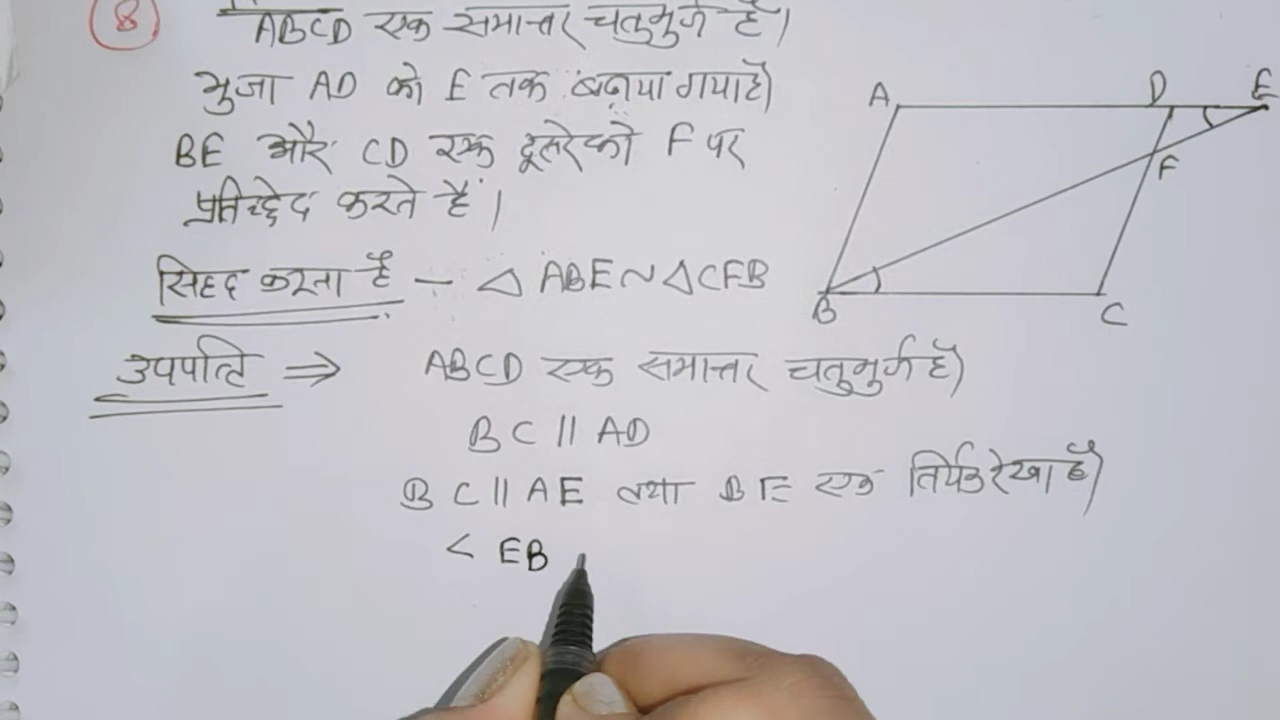 8 ABCD एक समान्तर चतुर्भुज है।
भुजा AD को E तक बढ़ाया गया है।
BE और CD एक दूसरे को F पर
प्रतिच्छेद करते हैं।
सिद्ध करना है - △ ABE ~ △CFB
उपपत्ति ⇒ ABCD एक समान्तर चतुर्भुज है।
BC || AD
BC || AE तथा BE एक तिर्यक रेखा है।
< EB
A
D
E
F
B
C